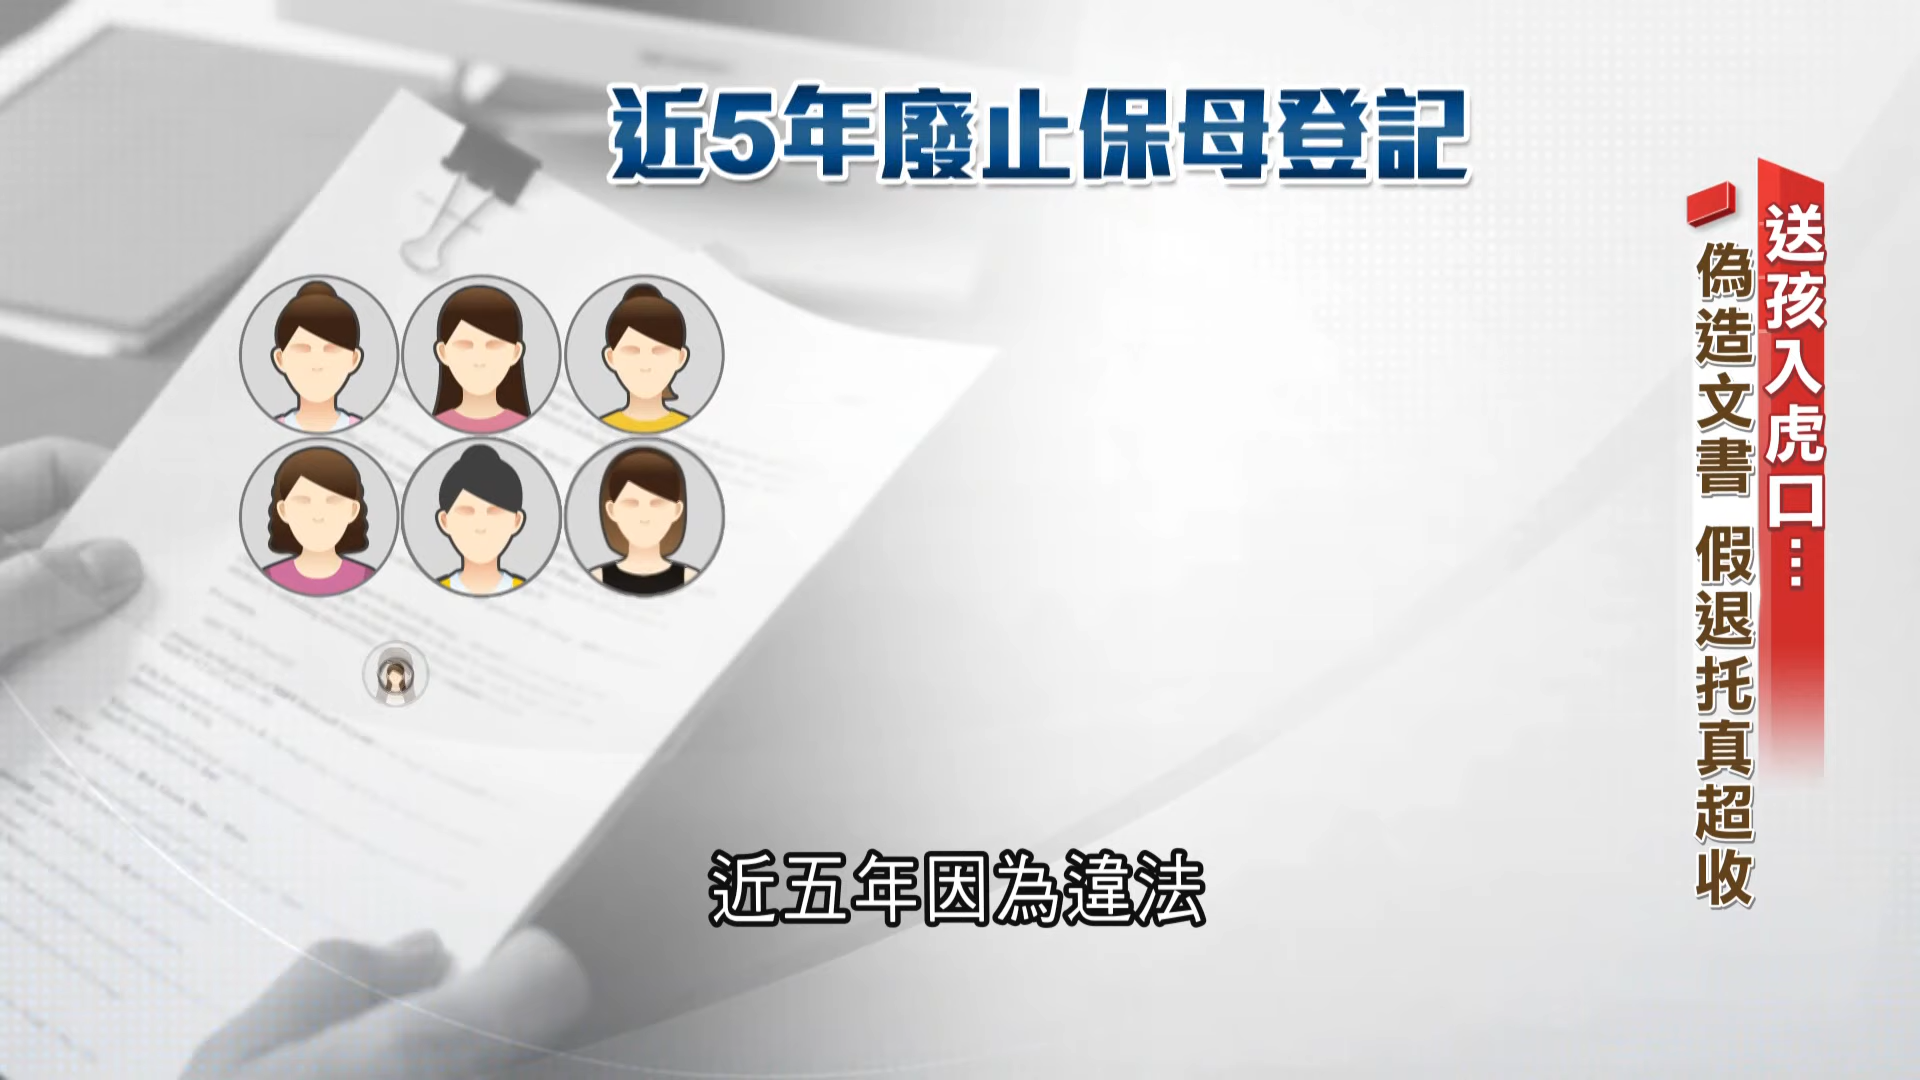 近5年廢止保母登記
送孩入虎口…
偽造文書 假退托真超收
近五年因為違法